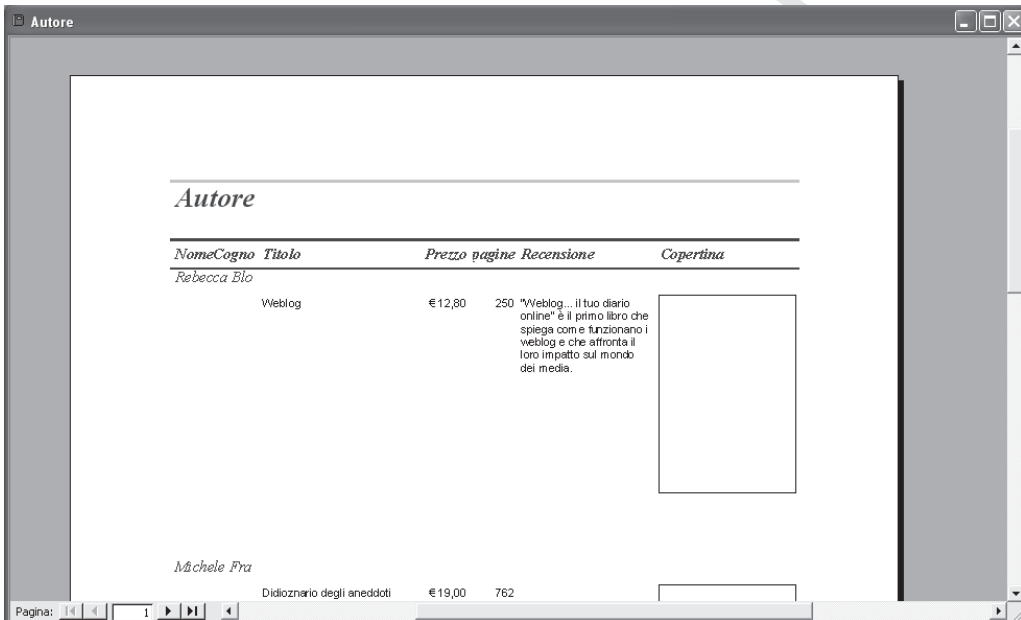 Autore
Autore
NomeCogno Titolo Prezzo pagine Recensione Copertina
Rebecca Blo
Weblog €12,80 250 "Weblog... il tuo diario
online" è il primo libro che
spiega come funzionano i
weblog e che affronta il
loro impatto sul mondo
dei media.
Michele Fra
Didioznario degli aneddoti €19,00 762
Pagina: 1